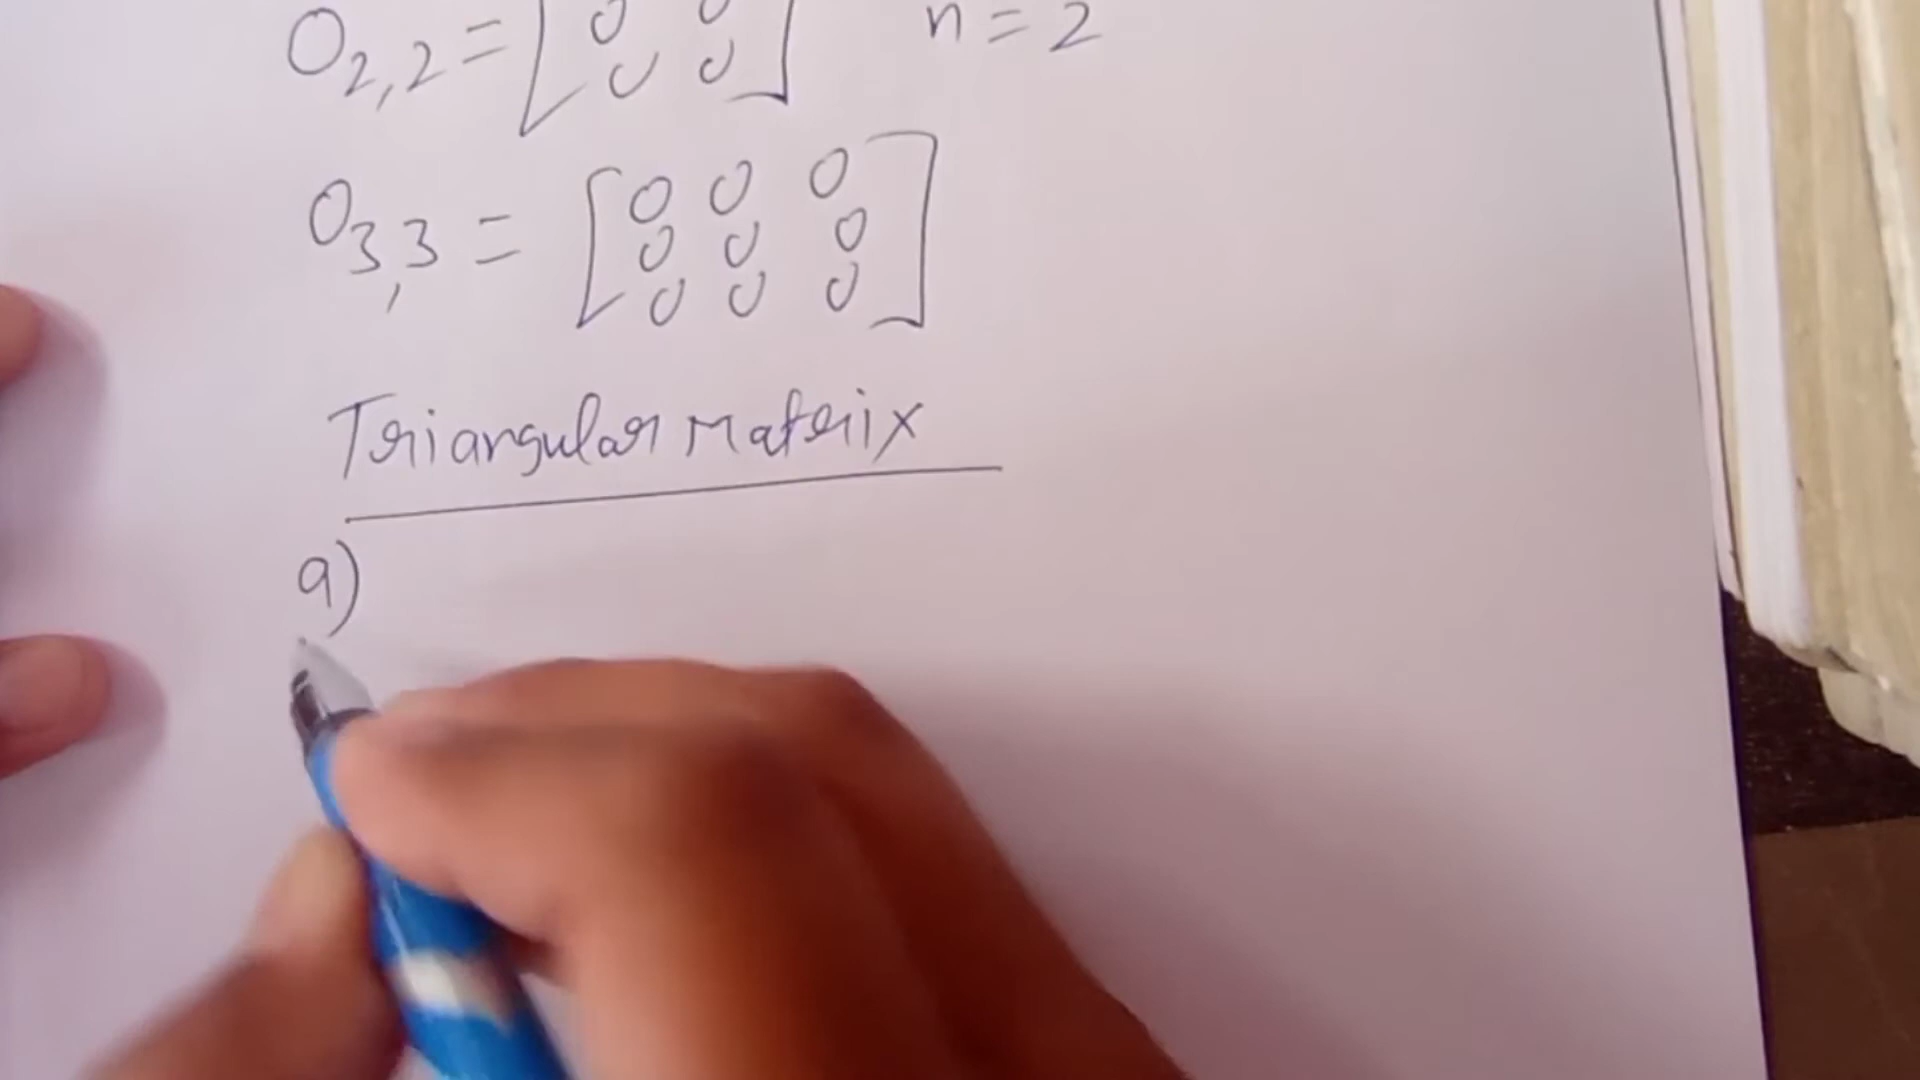 O2,2 = [0 0 n = 2
0 0]
O3,3 = [0 0 0
0 0 0
0 0 0]
Triangular Matrix
a)